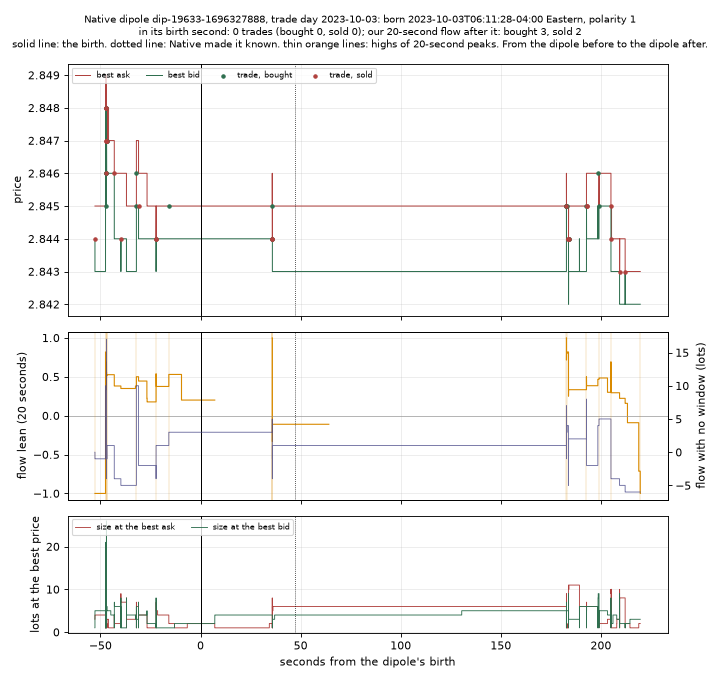 Native dipole dip-19633-1696327888, trade day 2023-10-03: born 2023-10-03T06:11:28-04:00 Eastern, polarity 1
in its birth second: 0 trades (bought 0, sold 0); our 20-second flow after it: bought 3, sold 2
solid line: the birth. dotted line: Native made it known. thin orange lines: highs of 20-second peaks. From the dipole before to the dipole after.
best ask
best bid
trade, bought
trade, sold
2.849
2.848
2.847
2.846
2.845
2.844
2.843
2.842
price
1.0
0.5
0.0
−0.5
−1.0
flow lean (20 seconds)
15
10
5
0
−5
flow with no window (lots)
size at the best ask
size at the best bid
20
10
0
lots at the best price
−50
0
50
100
150
200
seconds from the dipole's birth